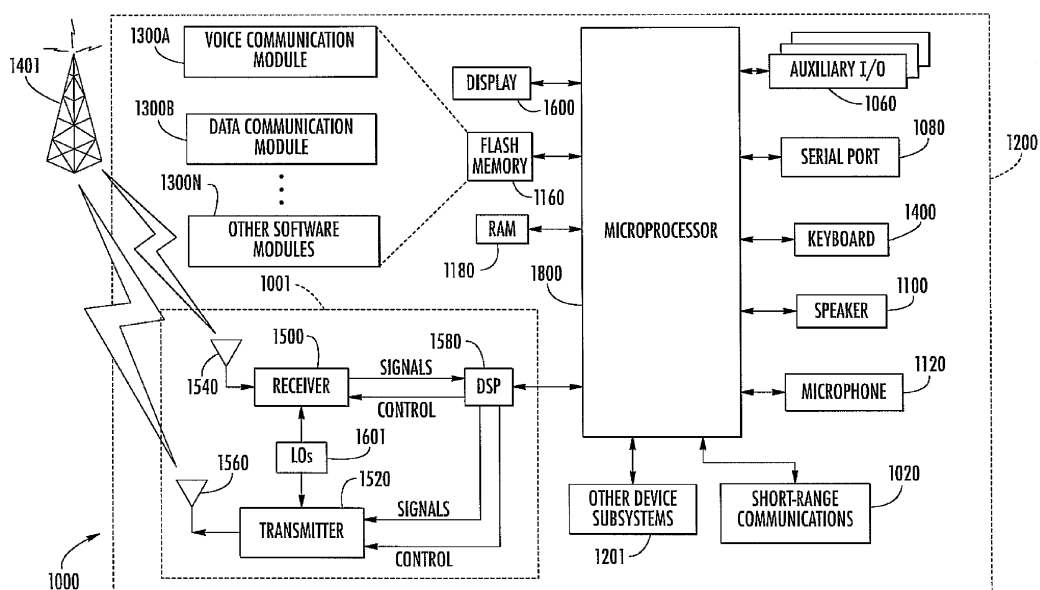 1300A
VOICE COMMUNICATION
MODULE
1401
DISPLAY
1600
AUXILIARY I/O
1060
1300B
DATA COMMUNICATION
MODULE
FLASH
MEMORY
1160
SERIAL PORT
1080
1200
1300N
OTHER SOFTWARE
MODULES
RAM
1180
MICROPROCESSOR
1800
KEYBOARD
1400
1001
SPEAKER
1100
1540
1500
RECEIVER
SIGNALS
CONTROL
1580
DSP
MICROPHONE
1120
I.Os
1601
1560
1520
TRANSMITTER
SIGNALS
CONTROL
OTHER DEVICE
SUBSYSTEMS
1201
SHORT-RANGE
COMMUNICATIONS
1020
1000